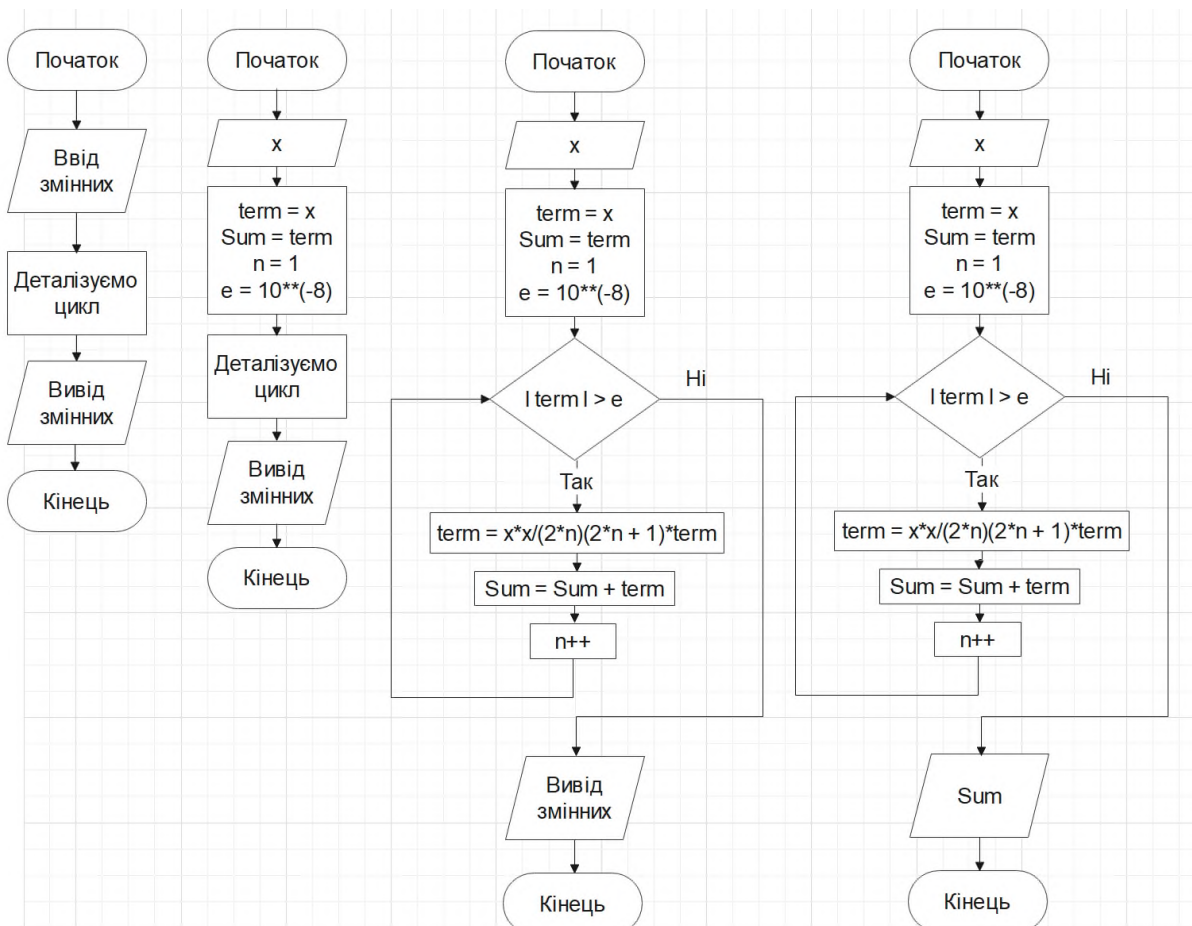 Початок
Ввід
змінних
Деталізуємо
цикл
Вивід
змінних
Кінець
Початок
x
term = x
Sum = term
n = 1
e = 10**(-8)
Деталізуємо
цикл
Вивід
змінних
Кінець
Початок
x
term = x
Sum = term
n = 1
e = 10**(-8)
l term l > e
Ні
Так
term = x*x/(2*n)(2*n + 1)*term
Sum = Sum + term
n++
Вивід
змінних
Кінець
Початок
x
term = x
Sum = term
n = 1
e = 10**(-8)
l term l > e
Ні
Так
term = x*x/(2*n)(2*n + 1)*term
Sum = Sum + term
n++
Sum
Кінець